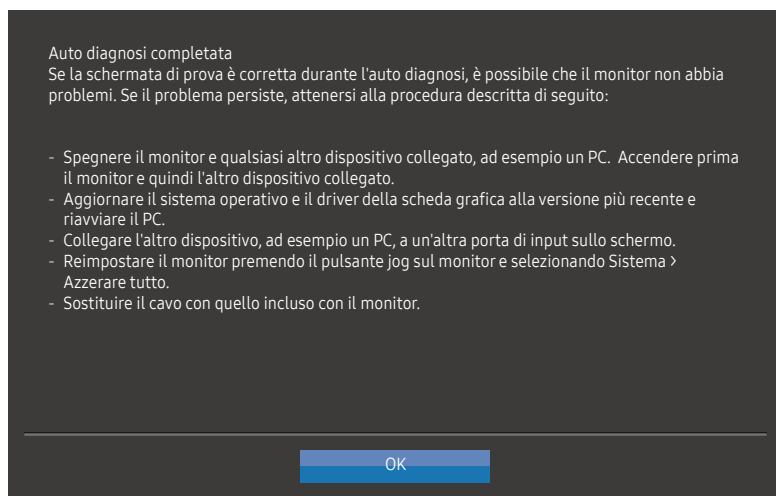 Auto diagnosi completata
Se la schermata di prova è corretta durante l'auto diagnosi, è possibile che il monitor non abbia
problemi. Se il problema persiste, attenersi alla procedura descritta di seguito:
- Spegnere il monitor e qualsiasi altro dispositivo collegato, ad esempio un PC. Accendere prima
il monitor e quindi l'altro dispositivo collegato.
- Aggiornare il sistema operativo e il driver della scheda grafica alla versione più recente e
riavviare il PC.
- Collegare l'altro dispositivo, ad esempio un PC, a un'altra porta di input sullo schermo.
- Reimpostare il monitor premendo il pulsante jog sul monitor e selezionando Sistema >
Azzerare tutto.
- Sostituire il cavo con quello incluso con il monitor.
OK